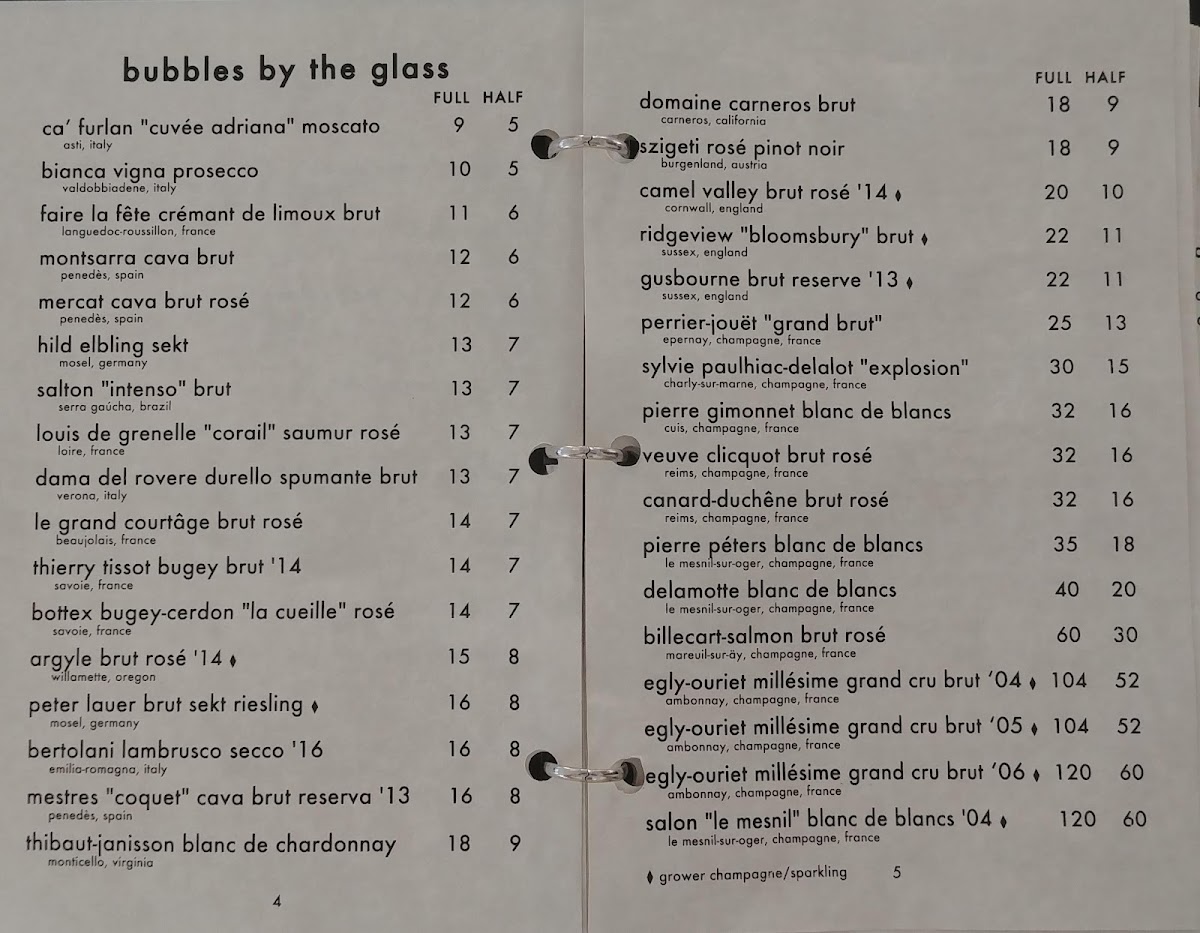 bubbles by the glass
FULL HALF
ca' furlan "cuvée adriana" moscato 9 5
asti, italy
bianca vigna prosecco 10 5
valdobbiadene, italy
faire la fête crémant de limoux brut 11 6
languedoc-roussillon, france
montsarra cava brut 12 6
penedès, spain
mercat cava brut rosé 12 6
penedès, spain
hild elbling sekt 13 7
mosel, germany
salton "intenso" brut 13 7
serra gaúcha, brazil
louis de grenelle "corail" saumur rosé 13 7
loire, france
dama del rovere durello spumante brut 13 7
verona, italy
le grand courtâge brut rosé 14 7
beaujolais, france
thierry tissot bugey brut '14 14 7
savoie, france
bottex bugey-cerdon "la cueille" rosé 14 7
savoie, france
argyle brut rosé '14 ♦ 15 8
willamette, oregon
peter lauer brut sekt riesling ♦ 16 8
mosel, germany
bertolani lambrusco secco '16 16 8
emilia-romagna, italy
mestres "coquet" cava brut reserva '13 16 8
penedès, spain
thibaut-janisson blanc de chardonnay 18 9
monticello, virginia
4
FULL HALF
domaine carneros brut 18 9
carneros, california
szigeti rosé pinot noir 18 9
burgenland, austria
camel valley brut rosé '14 ♦ 20 10
cornwall, england
ridgeview "bloomsbury" brut ♦ 22 11
sussex, england
gusbourne brut reserve '13 ♦ 22 11
sussex, england
perrier-jouët "grand brut" 25 13
epernay, champagne, france
sylvie paulhiac-delalot "explosion" 30 15
charly-sur-marne, champagne, france
pierre gimonnet blanc de blancs 32 16
cuis, champagne, france
veuve clicquot brut rosé 32 16
reims, champagne, france
canard-duchêne brut rosé 32 16
reims, champagne, france
pierre péters blanc de blancs 35 18
le mesnil-sur-oger, champagne, france
delamotte blanc de blancs 40 20
le mesnil-sur-oger, champagne, france
billecart-salmon brut rosé 60 30
mareuil-sur-äy, champagne, france
egly-ouriet millésime grand cru brut '04 ♦ 104 52
ambonnay, champagne, france
egly-ouriet millésime grand cru brut '05 ♦ 104 52
ambonnay, champagne, france
egly-ouriet millésime grand cru brut '06 ♦ 120 60
ambonnay, champagne, france
salon "le mesnil" blanc de blancs '04 ♦ 120 60
le mesnil-sur-oger, champagne, france
♦ grower champagne/sparkling 5